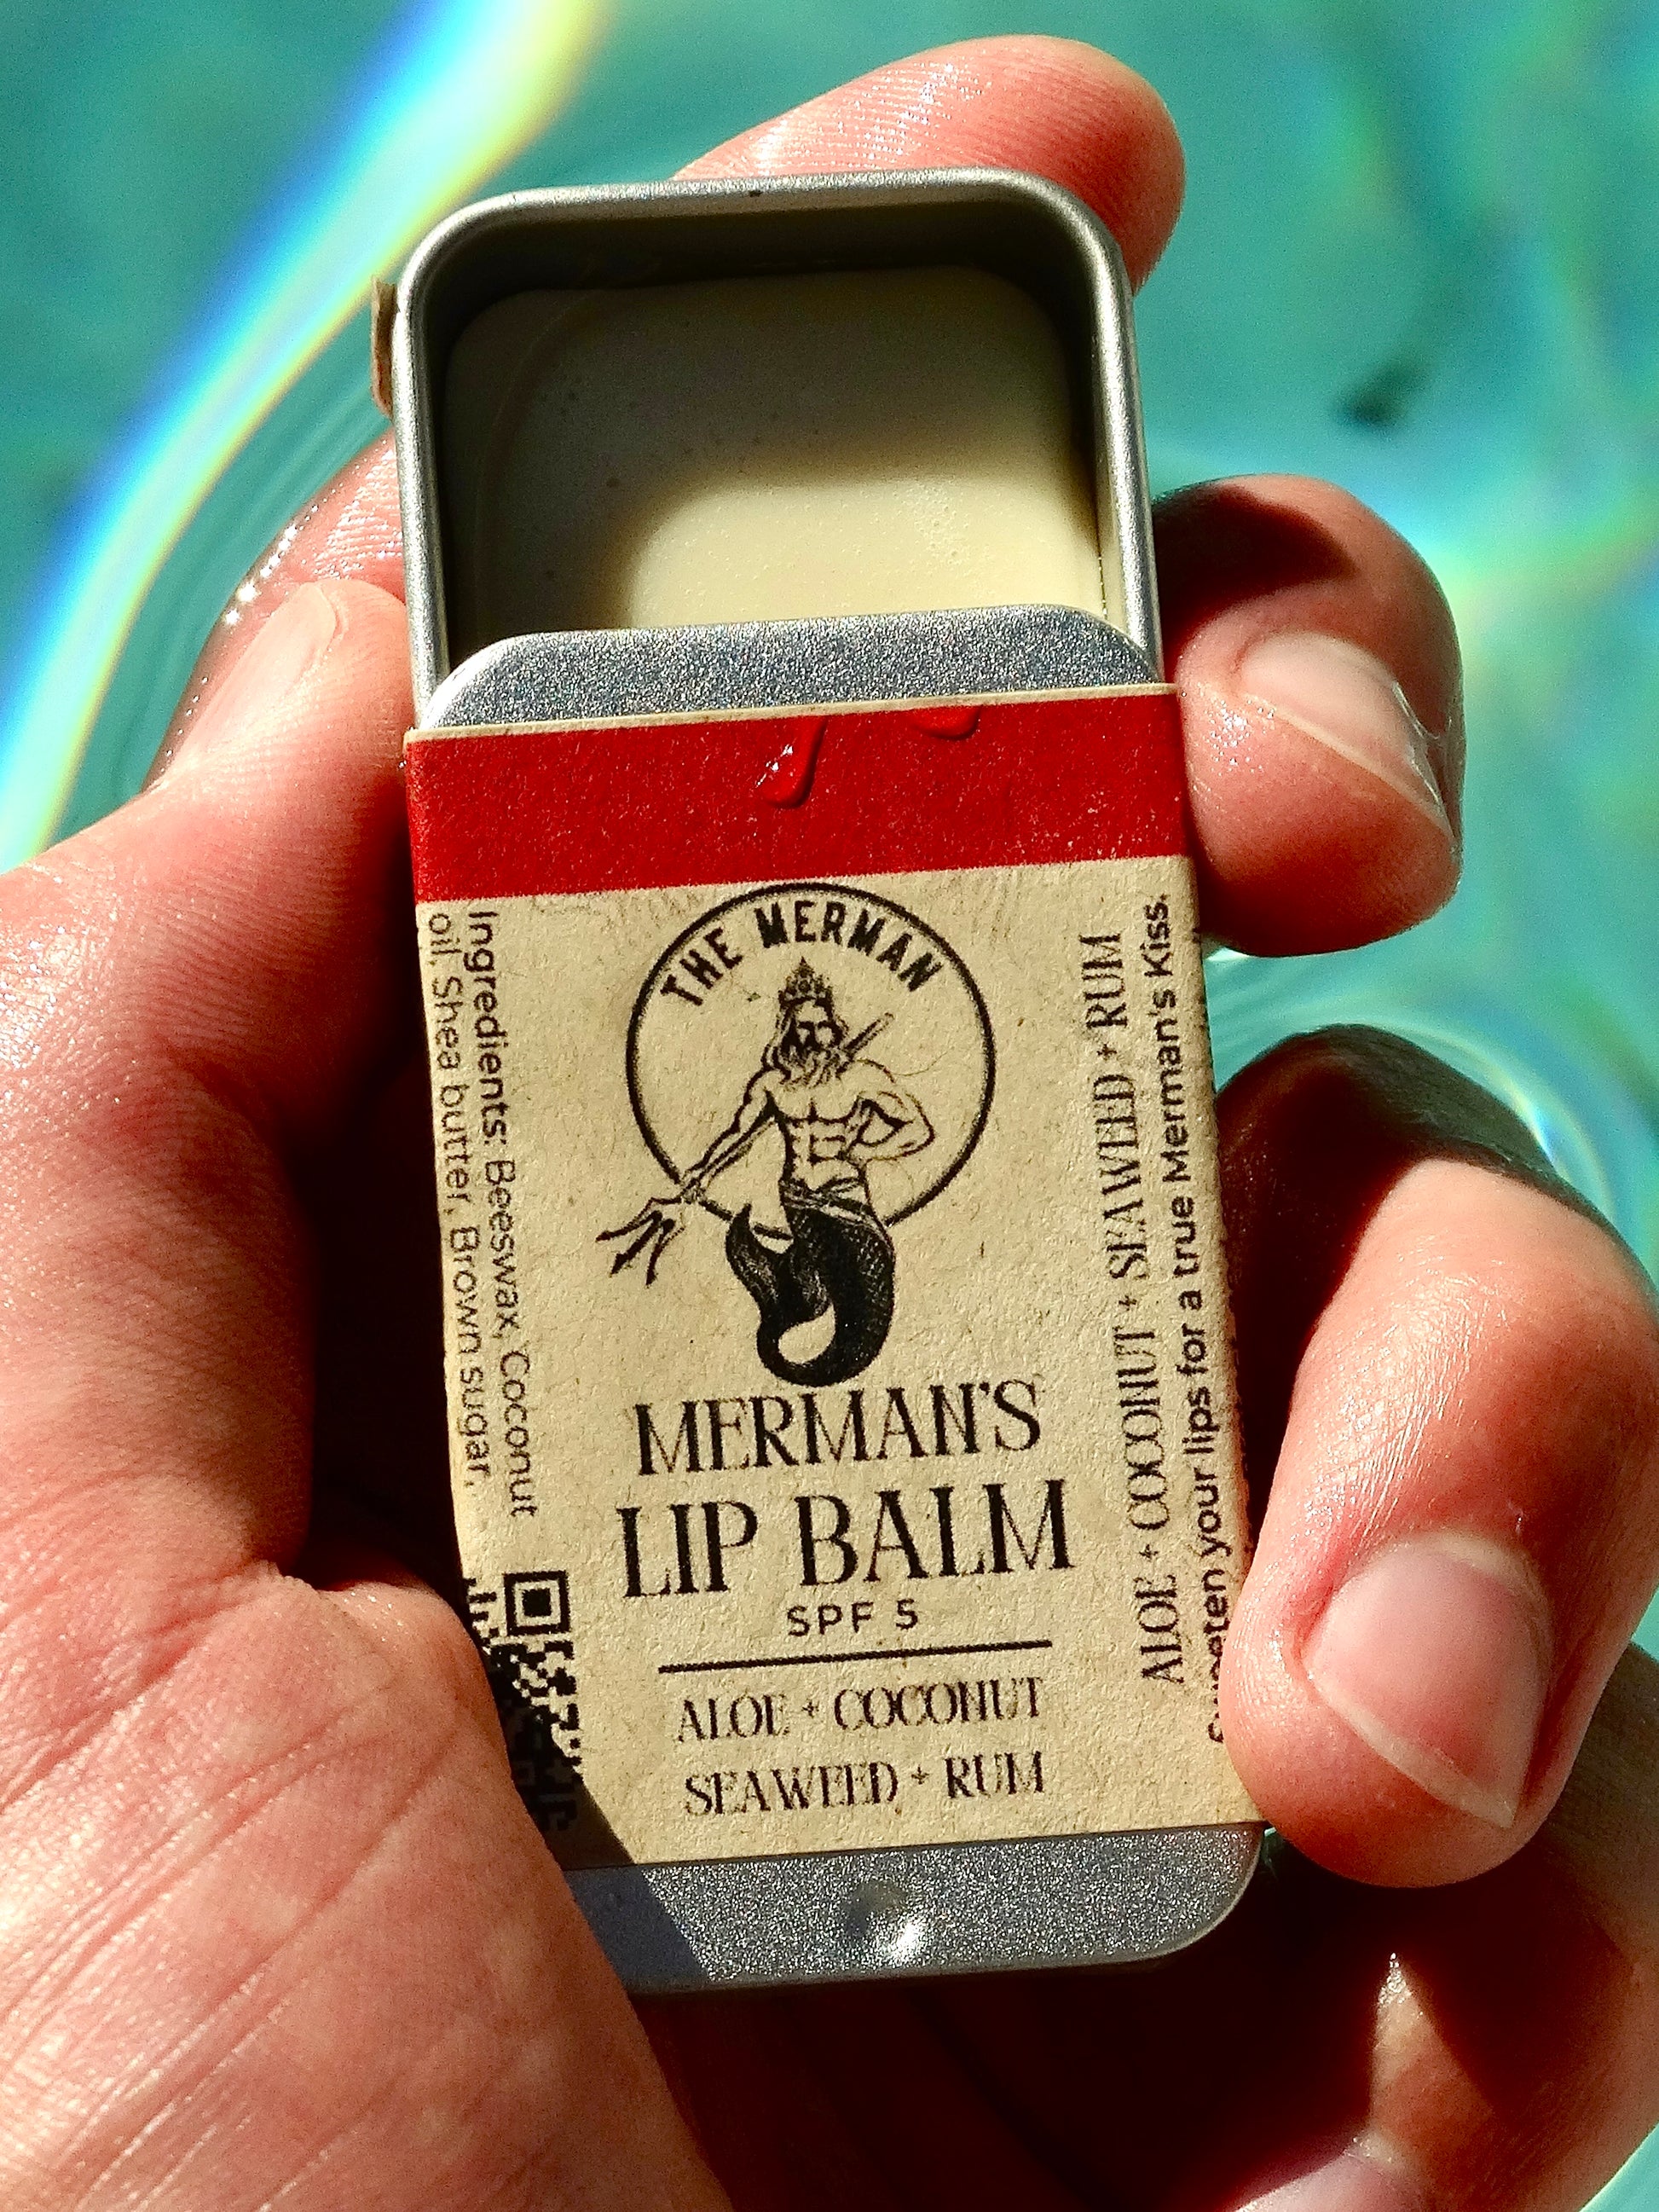 THE MERMAN
MERMAN'S
LIP BALM
SPF 5
ALOE + COCONUT
SEAWEED + RUM
Ingredients: Beeswax, Coconut
oil, Shea butter, Brown sugar,
ALOE + COCONUT + SEAWEED + RUM
Sweeten your lips for a true Merman's Kiss.